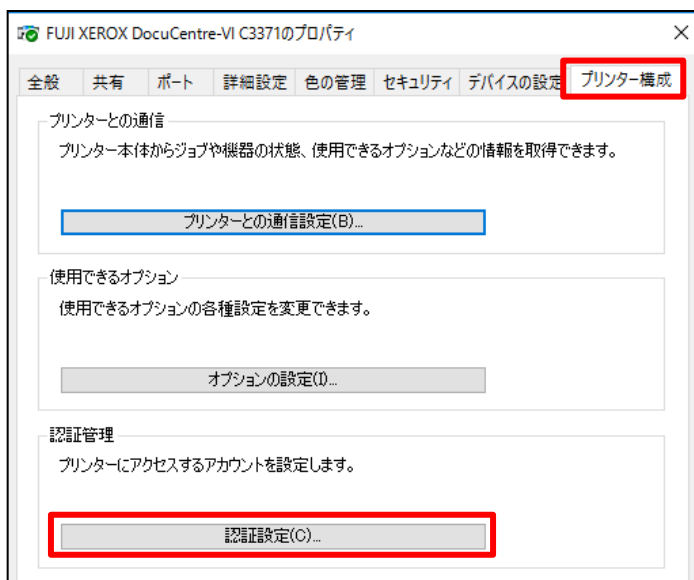 FUJI XEROX DocuCentre-VI C3371のプロパティ
全般 共有 ポート 詳細設定 色の管理 セキュリティ デバイスの設定 プリンター構成
プリンターとの通信
プリンター本体からジョブや機器の状態、使用できるオプションなどの情報を取得できます。
プリンターとの通信設定(B)...
使用できるオプション
使用できるオプションの各種設定を変更できます。
オプションの設定(I)...
認証管理
プリンターにアクセスするアカウントを設定します。
認証設定(C)...